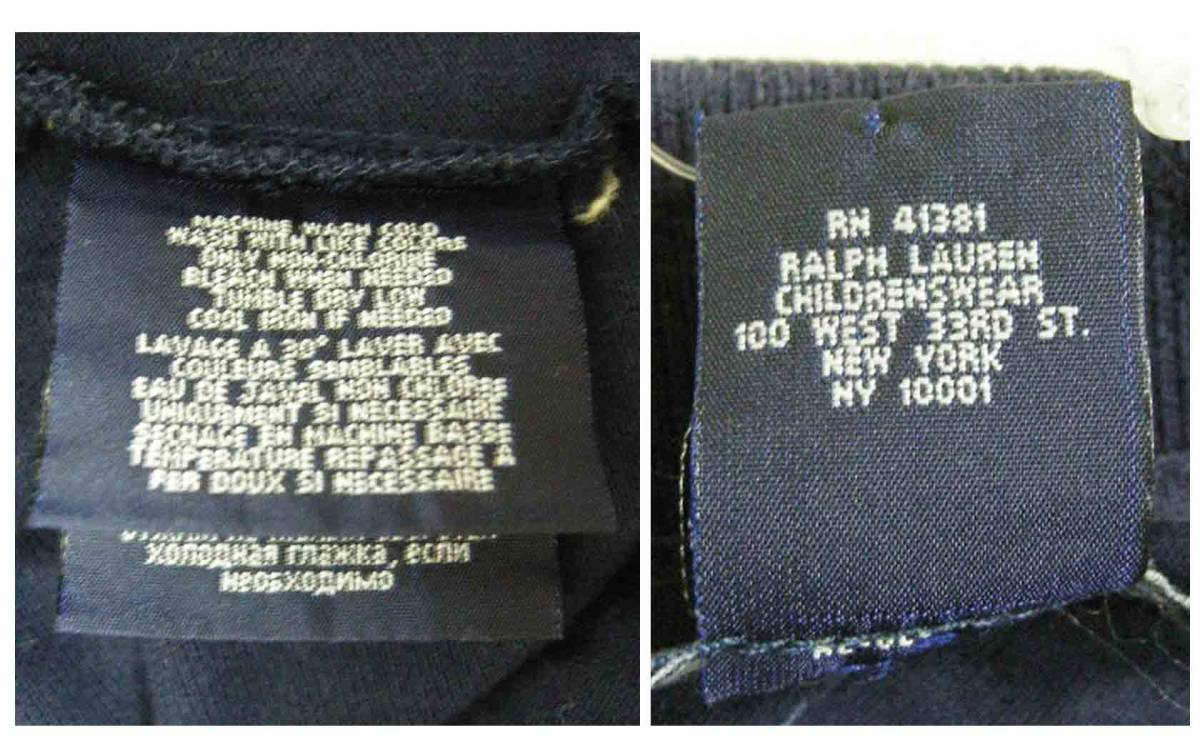 MACHINE WASH COLD
WASH WITH LIKE COLORS
ONLY NON-CHLORINE
BLEACH WHEN NEEDED
TUMBLE DRY LOW
COOL IRON IF NEEDED
LAVAGE A 30° LAVER AVEC
COULEURS SEMBLABLES
EAU DE JAVEL NON CHLOREE
UNIQUEMENT SI NECESSAIRE
SECHAGE EN MACHINE BASSE
TEMPERATURE REPASSAGE A
FER DOUX SI NECESSAIRE
холодная глажка, если
необходимо
RN 41381
RALPH LAUREN
CHILDRENSWEAR
100 WEST 33RD ST.
NEW YORK
NY 10001